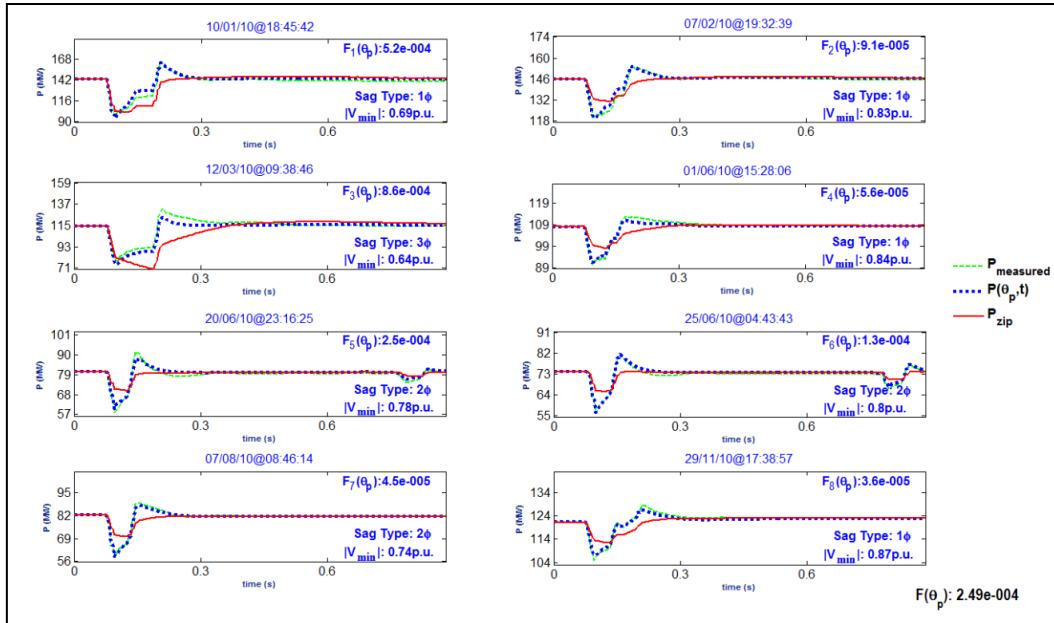 10/01/10@18:45:42
F1(θp):5.2e-004
P (MW)
168
142
116
90
Sag Type: 1ϕ
|Vmin|: 0.69p.u.
0 0.3 0.6
time (s)
07/02/10@19:32:39
F2(θp):9.1e-005
P (MW)
174
160
146
132
118
Sag Type: 1ϕ
|Vmin|: 0.83p.u.
0 0.3 0.6
time (s)
12/03/10@09:38:46
F3(θp):8.6e-004
P (MW)
159
137
115
93
71
Sag Type: 3ϕ
|Vmin|: 0.64p.u.
0 0.3 0.6
time (s)
01/06/10@15:28:06
F4(θp):5.6e-005
P (MW)
119
109
99
89
Sag Type: 1ϕ
|Vmin|: 0.84p.u.
0 0.3 0.6
time (s)
Pmeasured
P(θp,t)
Pzip
20/06/10@23:16:25
F5(θp):2.5e-004
P (MW)
101
90
79
68
57
Sag Type: 2ϕ
|Vmin|: 0.78p.u.
0 0.3 0.6
time (s)
25/06/10@04:43:43
F6(θp):1.3e-004
P (MW)
91
82
73
64
55
Sag Type: 2ϕ
|Vmin|: 0.8p.u.
0 0.3 0.6
time (s)
07/08/10@08:46:14
F7(θp):4.5e-005
P (MW)
95
82
69
56
Sag Type: 2ϕ
|Vmin|: 0.74p.u.
0 0.3 0.6
time (s)
29/11/10@17:38:57
F8(θp):3.6e-005
P (MW)
134
124
114
104
Sag Type: 1ϕ
|Vmin|: 0.87p.u.
0 0.3 0.6
time (s)
F(θp): 2.49e-004